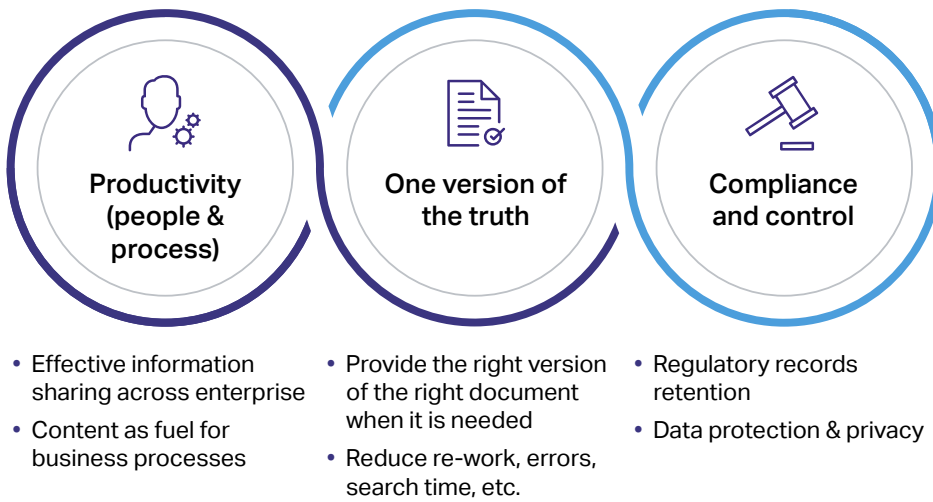 Productivity
(people &
process)
One version of
the truth
Compliance
and control
• Effective information
sharing across enterprise
• Content as fuel for
business processes
• Provide the right version
of the right document
when it is needed
• Reduce re-work, errors,
search time, etc.
• Regulatory records
retention
• Data protection & privacy